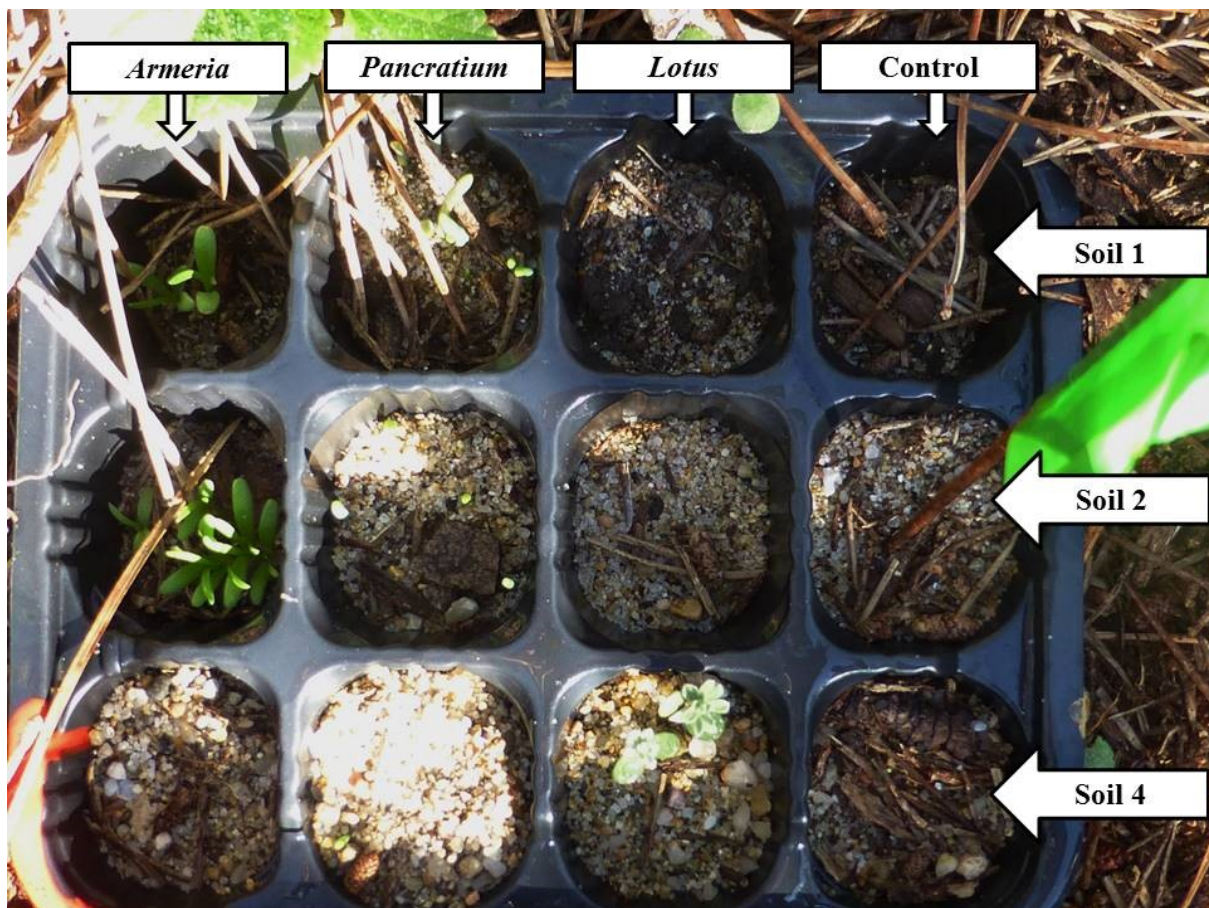 Armeria
Pancratium
Lotus
Control
Soil 1
Soil 2
Soil 4